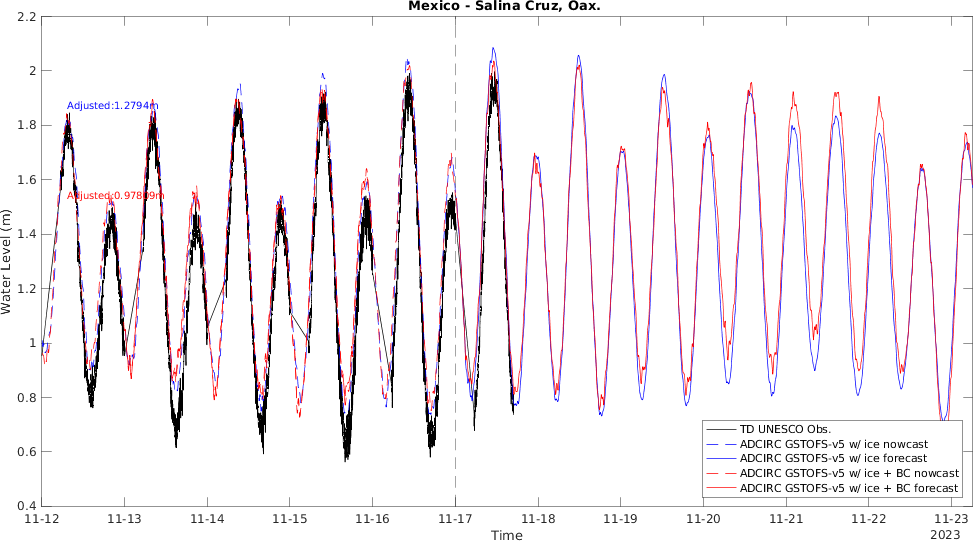 Mexico - Salina Cruz, Oax.
2.2
2
1.8
1.6
1.4
1.2
1
0.8
0.6
0.4
Water Level (m)
Adjusted:1.2794m
Adjusted:0.97809m
TD UNESCO Obs.
ADCIRC GSTOFS-v5 w/ ice nowcast
ADCIRC GSTOFS-v5 w/ ice forecast
ADCIRC GSTOFS-v5 w/ ice + BC nowcast
ADCIRC GSTOFS-v5 w/ ice + BC forecast
11-12 11-13 11-14 11-15 11-16 11-17 11-18 11-19 11-20 11-21 11-22 11-23
Time
2023